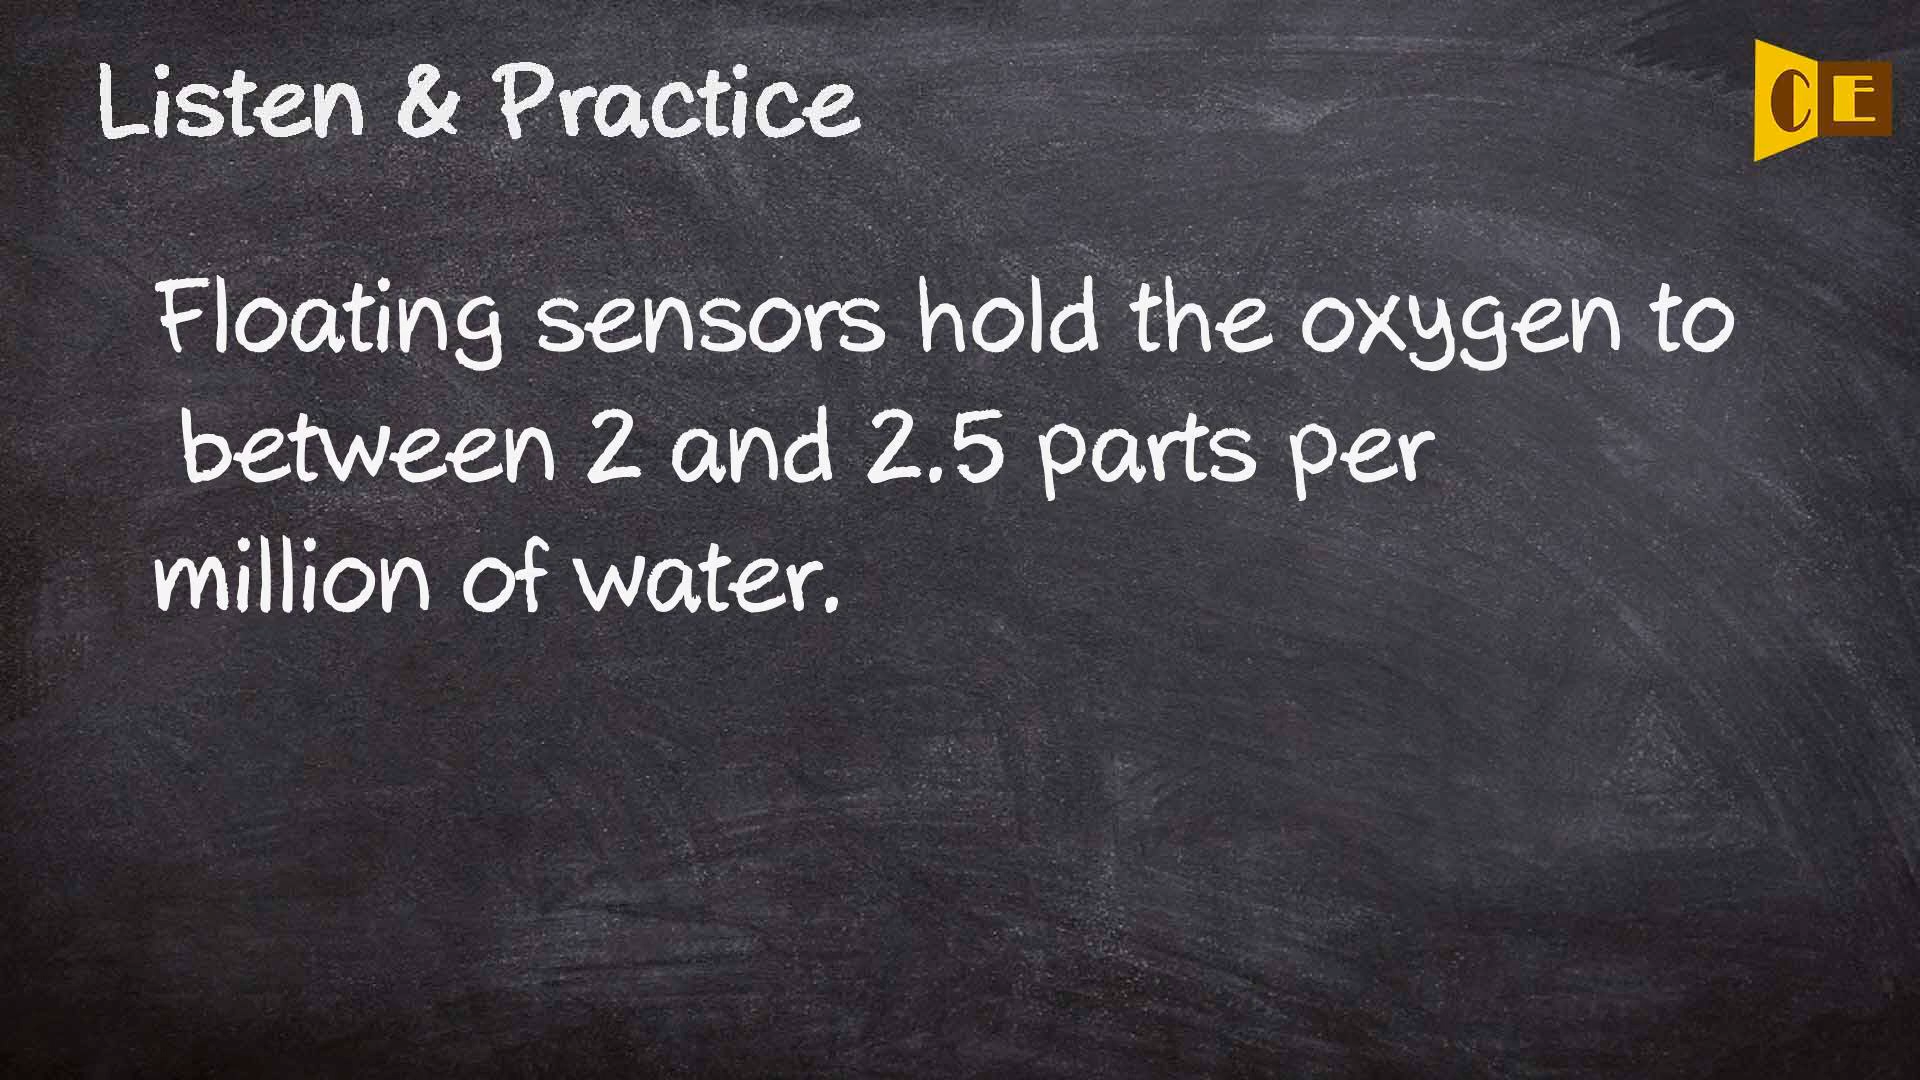 Listen & Practice
CE
Floating sensors hold the oxygen to
between 2 and 2.5 parts per
million of water.